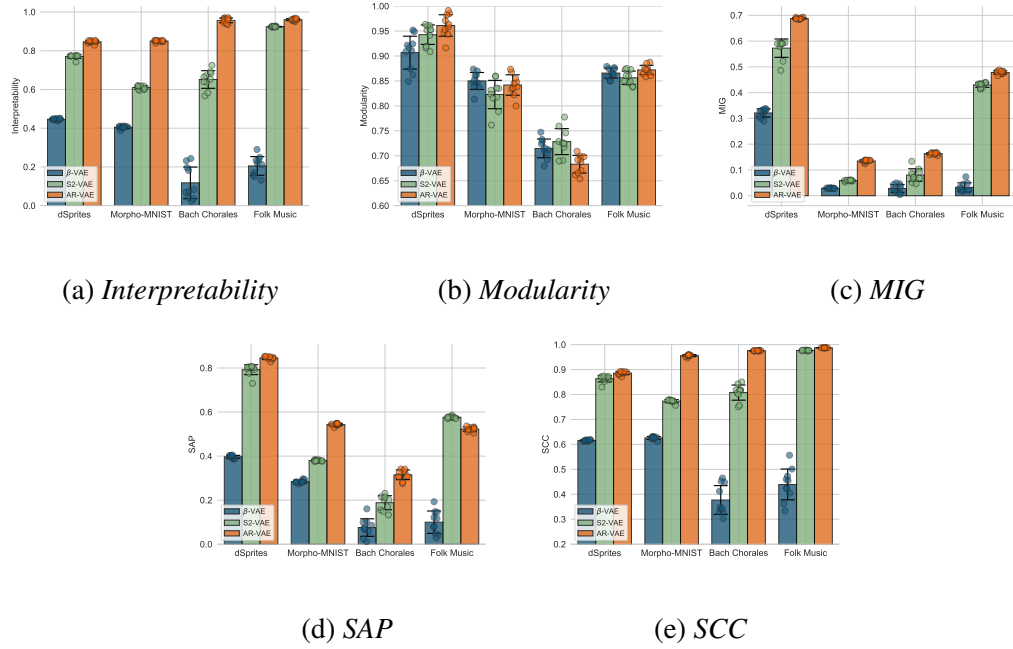 1.0
0.8
0.6
0.4
0.2
0.0
Interpretability
β-VAE
S2-VAE
AR-VAE
dSprites Morpho-MNIST Bach Chorales Folk Music
(a) Interpretability
1.00
0.95
0.90
0.85
0.80
0.75
0.70
0.65
0.60
Modularity
β-VAE
S2-VAE
AR-VAE
dSprites Morpho-MNIST Bach Chorales Folk Music
(b) Modularity
0.7
0.6
0.5
0.4
0.3
0.2
0.1
0.0
MIG
β-VAE
S2-VAE
AR-VAE
dSprites Morpho-MNIST Bach Chorales Folk Music
(c) MIG
0.8
0.6
0.4
0.2
0.0
SAP
β-VAE
S2-VAE
AR-VAE
dSprites Morpho-MNIST Bach Chorales Folk Music
(d) SAP
1.0
0.9
0.8
0.7
0.6
0.5
0.4
0.3
0.2
SCC
β-VAE
S2-VAE
AR-VAE
dSprites Morpho-MNIST Bach Chorales Folk Music
(e) SCC